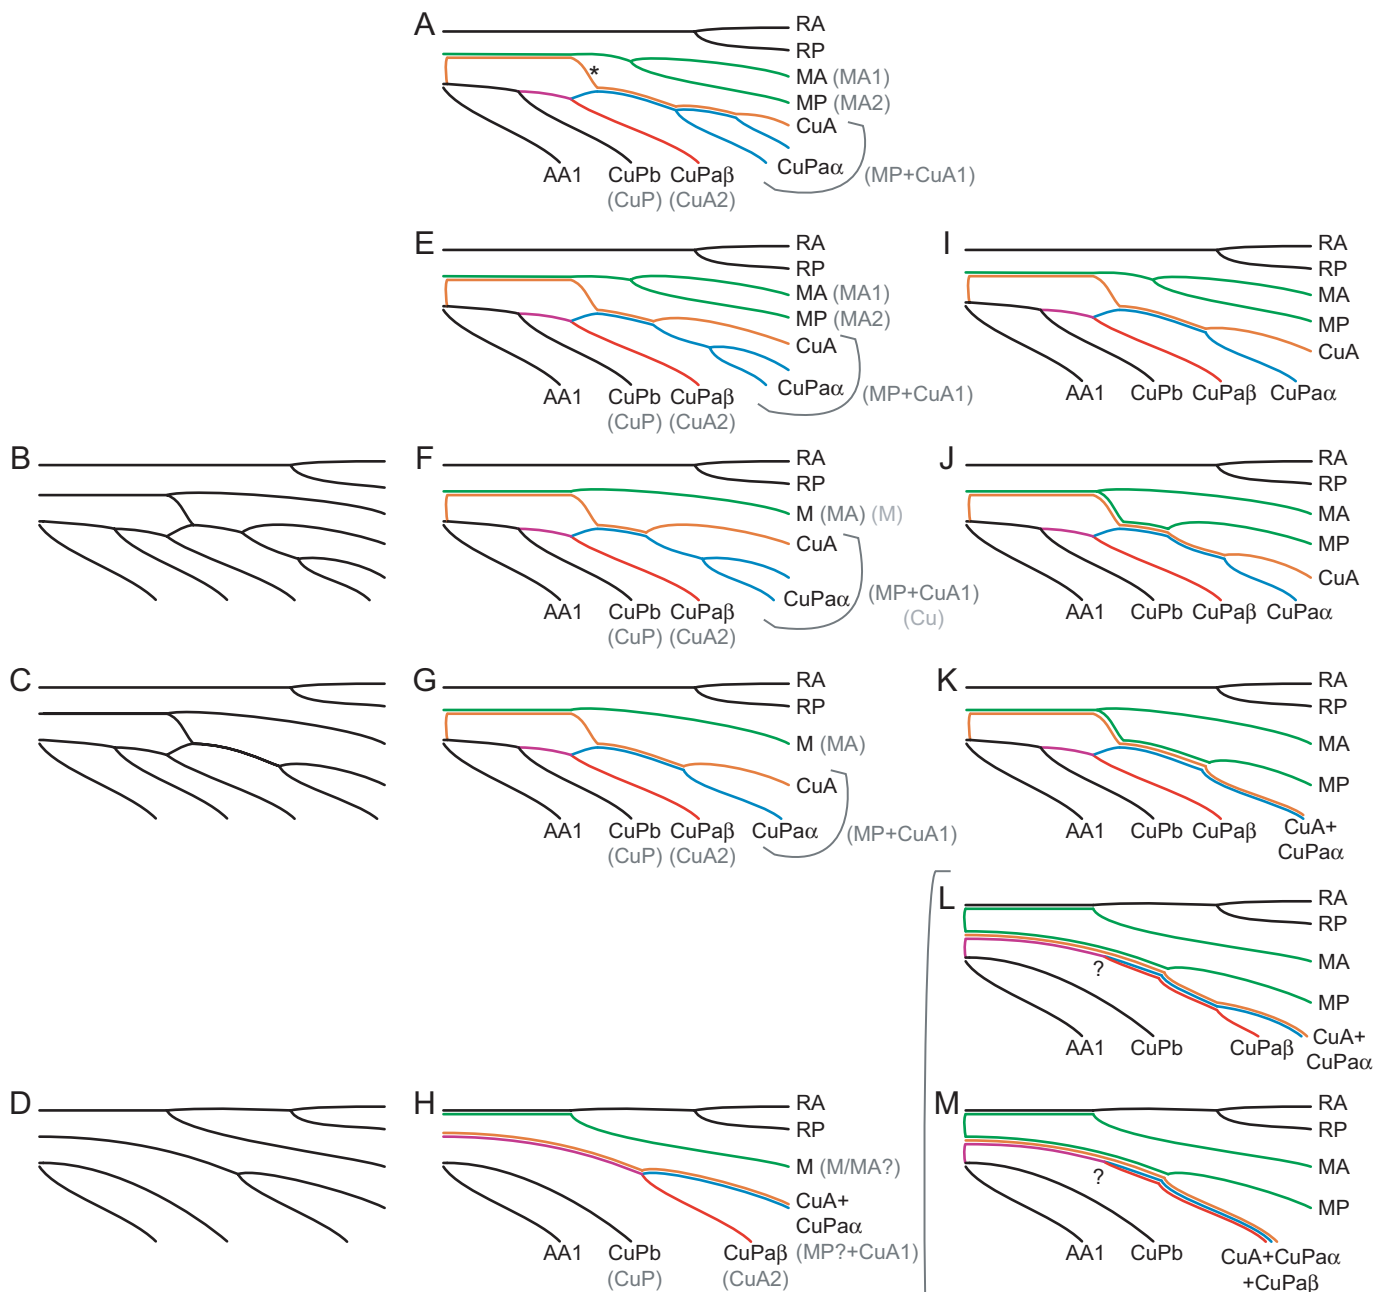 A
RA
RP
MA (MA1)
*
MP (MA2)
CuA
CuPaα
(MP+CuA1)
AA1 CuPb CuPaβ
(CuP) (CuA2)
E
RA
RP
MA (MA1)
MP (MA2)
CuA
CuPaα
(MP+CuA1)
AA1 CuPb CuPaβ
(CuP) (CuA2)
I
RA
RP
MA
MP
CuA
AA1 CuPb CuPaβ CuPaα
B
F
RA
RP
M (MA) (M)
CuA
CuPaα
(MP+CuA1)
(Cu)
AA1 CuPb CuPaβ
(CuP) (CuA2)
J
RA
RP
MA
MP
CuA
AA1 CuPb CuPaβ CuPaα
C
G
RA
RP
M (MA)
CuA
(MP+CuA1)
AA1 CuPb CuPaβ CuPaα
(CuP) (CuA2)
K
RA
RP
MA
MP
AA1 CuPb CuPaβ CuA+
CuPaα
L
RA
RP
MA
?
MP
AA1 CuPb CuPaβ CuA+
CuPaα
D
H
RA
RP
M (M/MA?)
CuA+
CuPaα
(MP?+CuA1)
AA1 CuPb CuPaβ
(CuP) (CuA2)
M
RA
RP
MA
?
MP
AA1 CuPb CuA+CuPaα
+CuPaβ